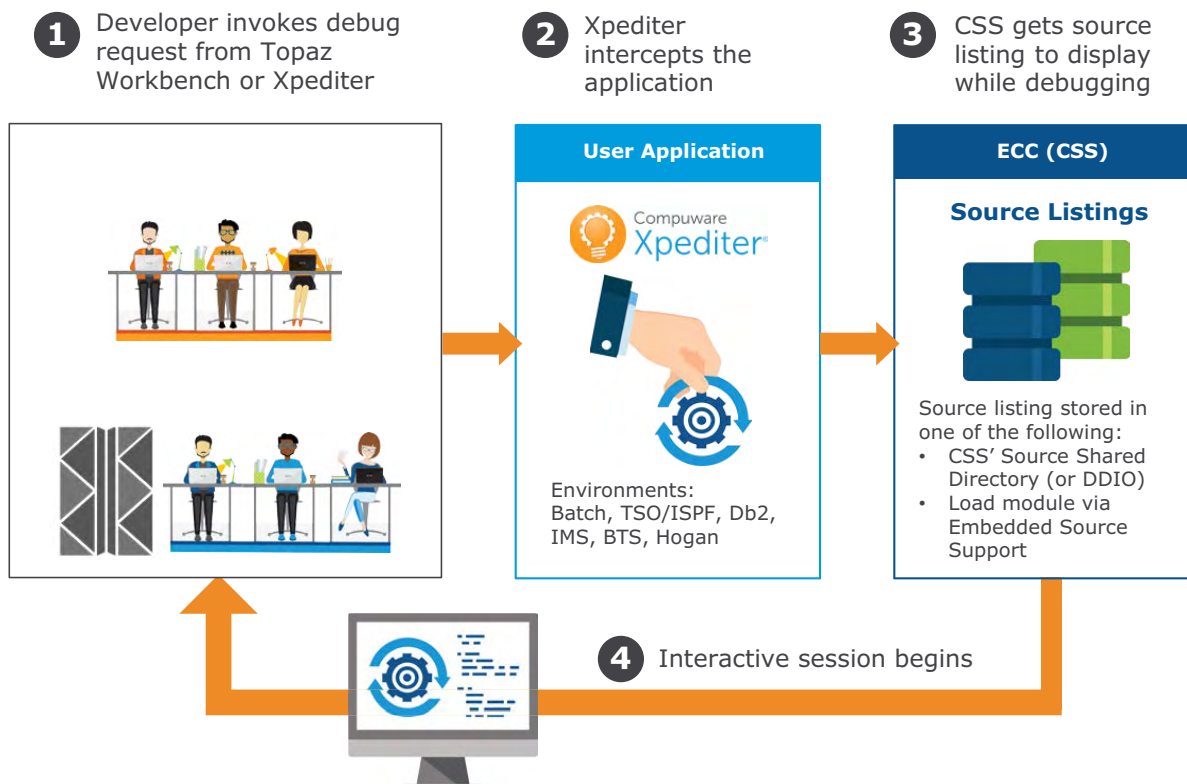 1
Developer invokes debug
request from Topaz
Workbench or Xpediter
2
Xpediter
intercepts the
application
3
CSS gets source
listing to display
while debugging
User Application
Compuware
Xpediter®
Environments:
Batch, TSO/ISPF, Db2,
IMS, BTS, Hogan
ECC (CSS)
Source Listings
Source listing stored in
one of the following:
• CSS’ Source Shared
Directory (or DDIO)
• Load module via
Embedded Source
Support
4
Interactive session begins